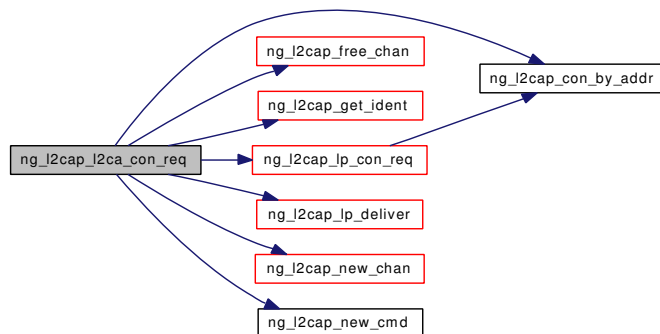 ng_l2cap_free_chan
ng_l2cap_con_by_addr
ng_l2cap_get_ident
ng_l2cap_l2ca_con_req
ng_l2cap_lp_con_req
ng_l2cap_lp_deliver
ng_l2cap_new_chan
ng_l2cap_new_cmd